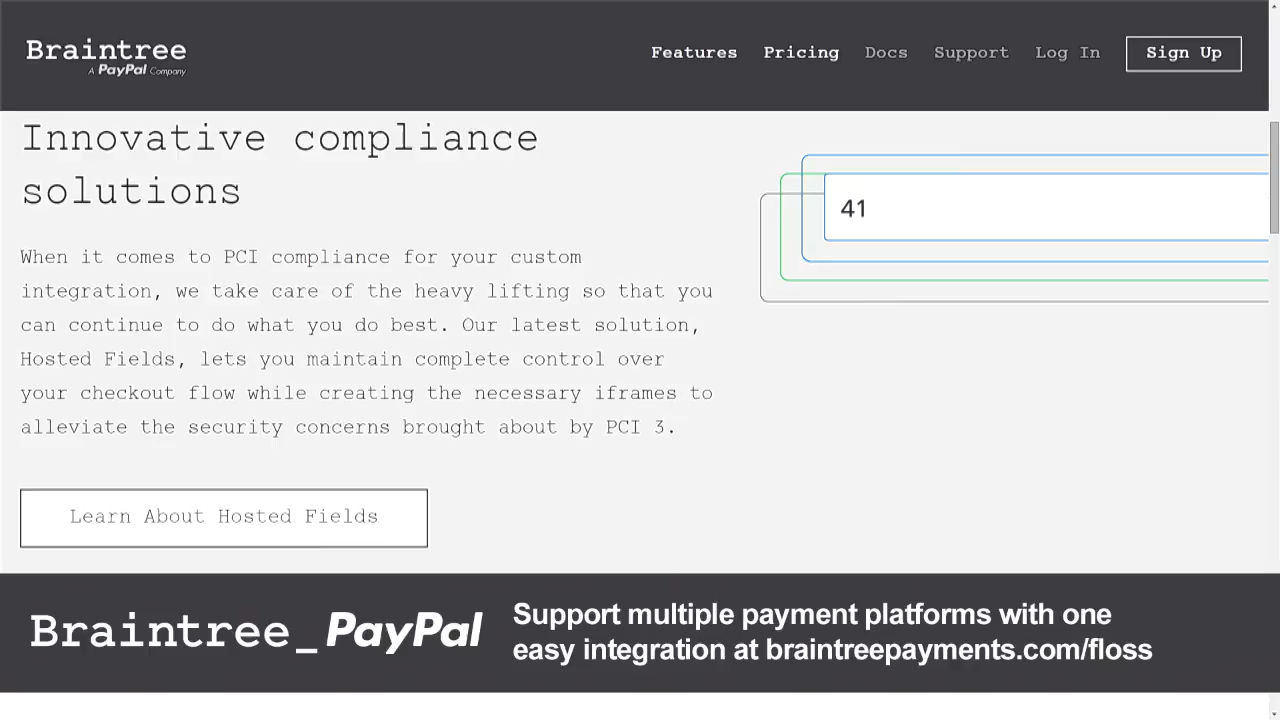 Braintree
A PayPal Company
Features Pricing Docs Support Log In Sign Up
Innovative compliance
solutions
41
When it comes to PCI compliance for your custom
integration, we take care of the heavy lifting so that you
can continue to do what you do best. Our latest solution,
Hosted Fields, lets you maintain complete control over
your checkout flow while creating the necessary iframes to
alleviate the security concerns brought about by PCI 3.
Learn About Hosted Fields
Braintree_PayPal
Support multiple payment platforms with one
easy integration at braintreepayments.com/floss